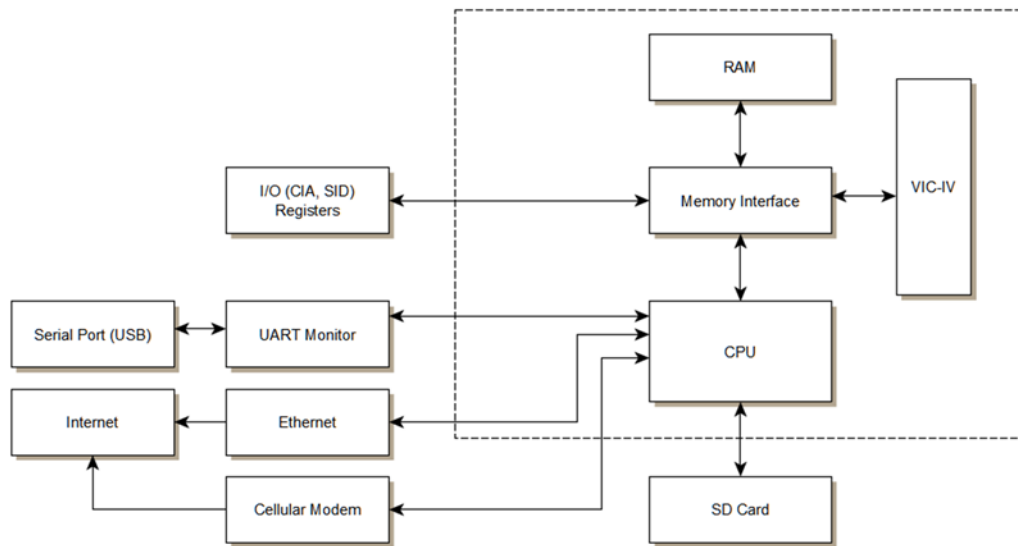 RAM
VIC-IV
I/O (CIA, SID)
Registers
Memory Interface
Serial Port (USB)
UART Monitor
CPU
Internet
Ethernet
Cellular Modem
SD Card